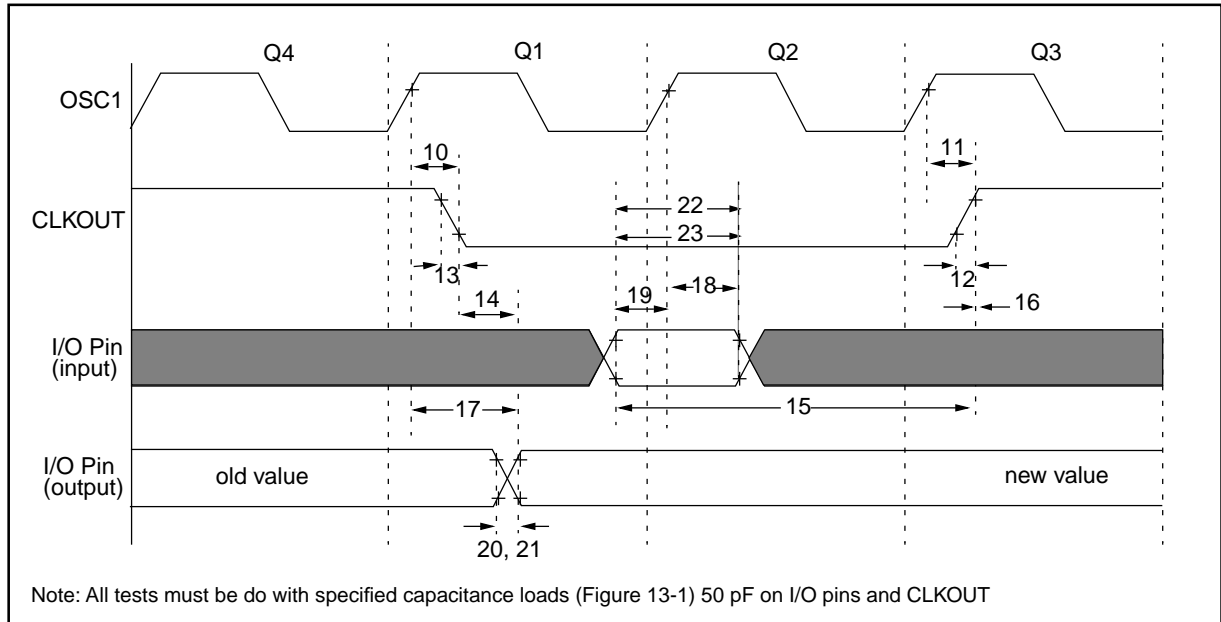 Q4 Q1 Q2 Q3
OSC1
10 11
CLKOUT
22
23
13 12
14 19 18 16
I/O Pin
(input)
17 15
I/O Pin
(output)
old value new value
20, 21
Note: All tests must be do with specified capacitance loads (Figure 13-1) 50 pF on I/O pins and CLKOUT